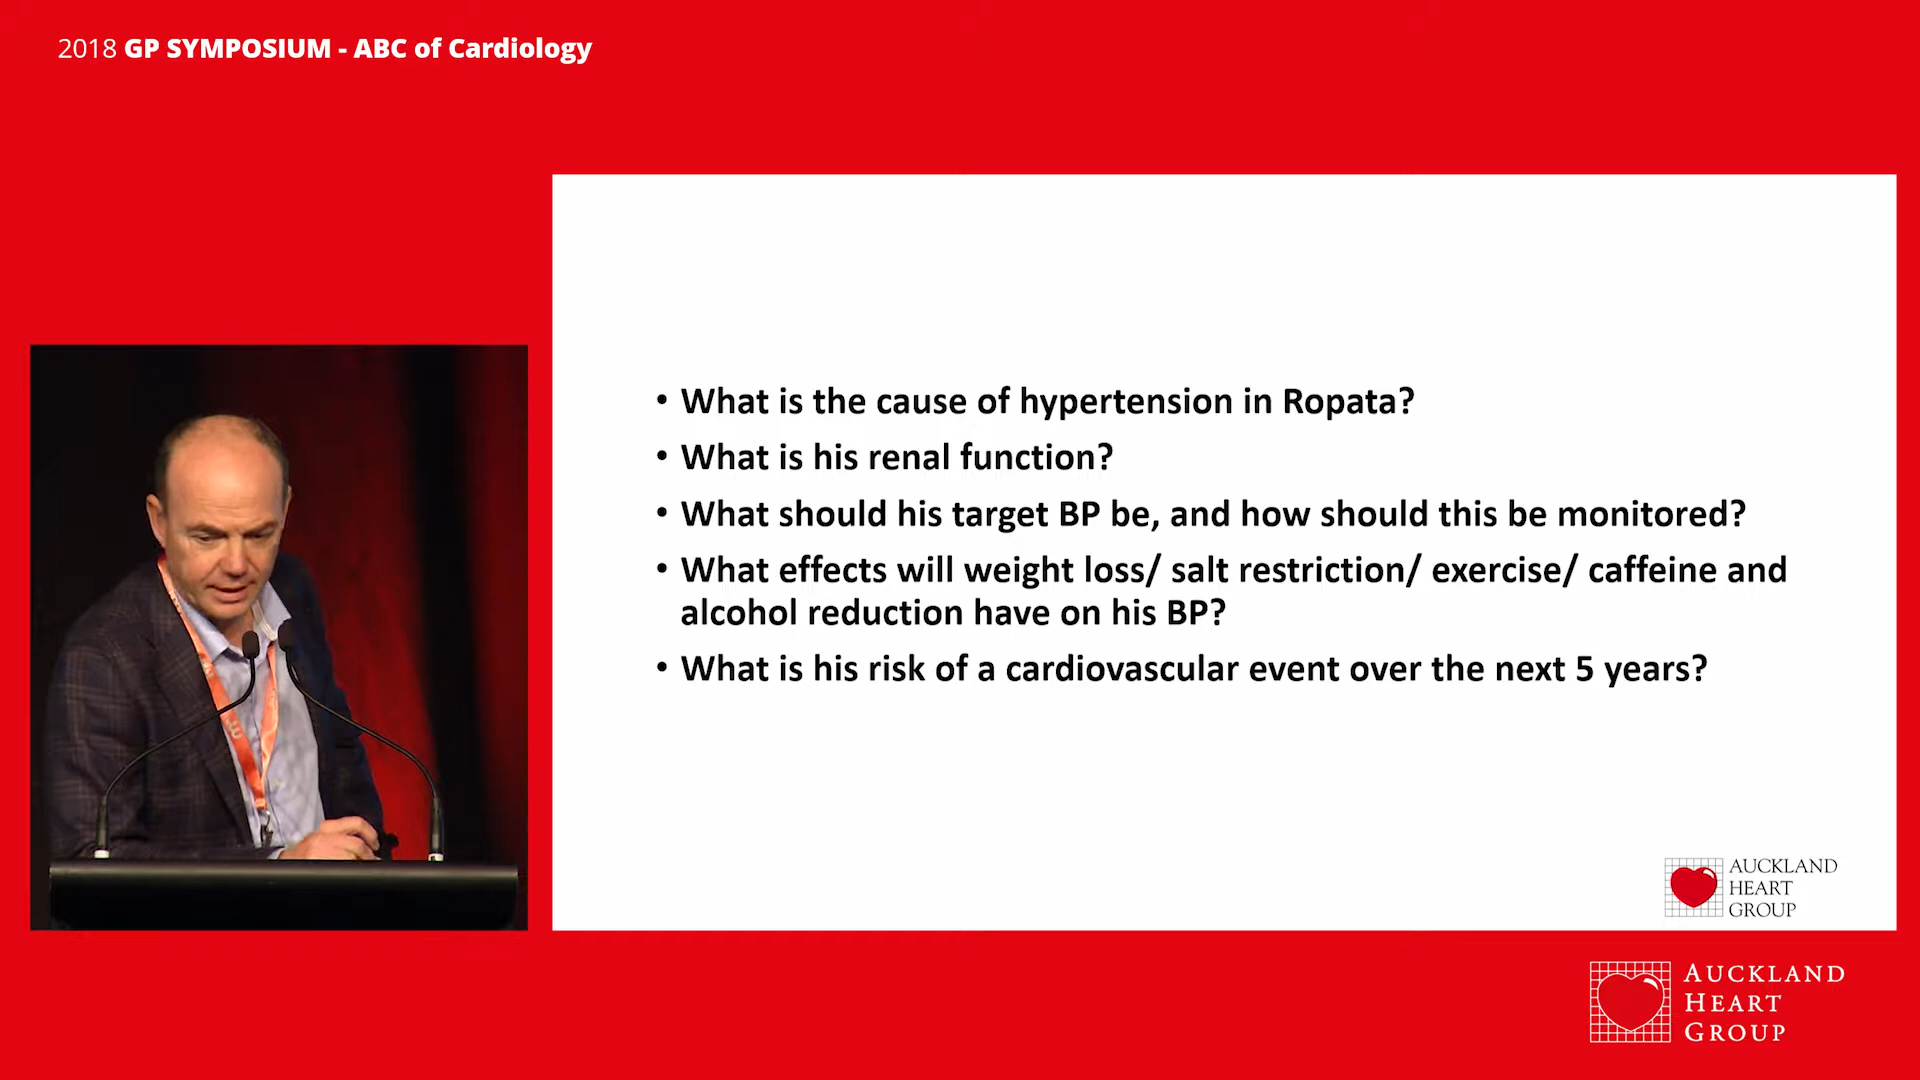 2018 GP SYMPOSIUM - ABC of Cardiology
• What is the cause of hypertension in Ropata?
• What is his renal function?
• What should his target BP be, and how should this be monitored?
• What effects will weight loss/ salt restriction/ exercise/ caffeine and
alcohol reduction have on his BP?
• What is his risk of a cardiovascular event over the next 5 years?
AUCKLAND
HEART
GROUP
AUCKLAND
HEART
GROUP